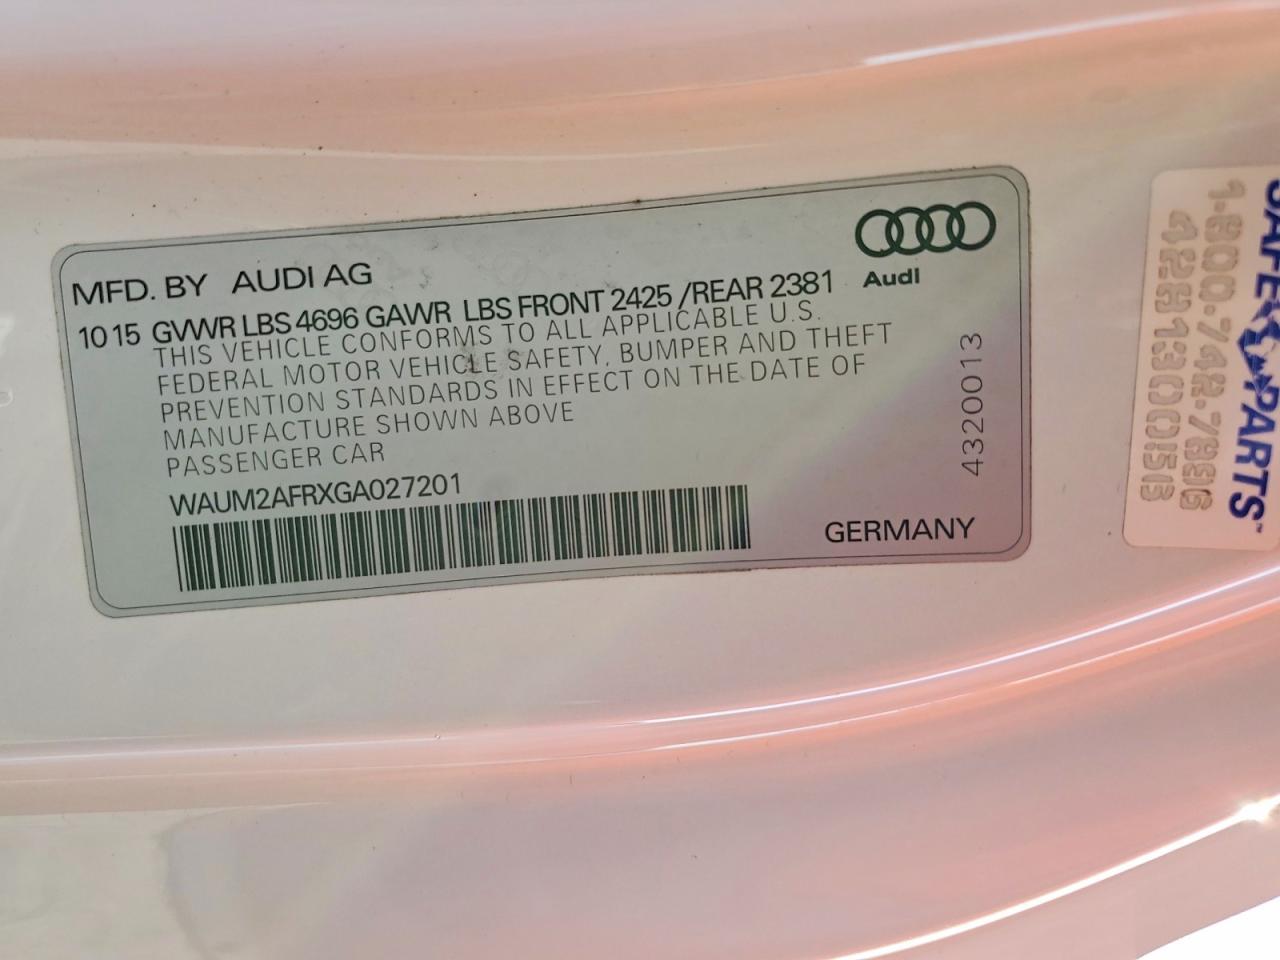 MFD. BY AUDI AG
Audi
10 15 GVWR LBS 4696 GAWR LBS FRONT 2425 /REAR 2381
THIS VEHICLE CONFORMS TO ALL APPLICABLE U.S.
FEDERAL MOTOR VEHICLE SAFETY, BUMPER AND THEFT
PREVENTION STANDARDS IN EFFECT ON THE DATE OF
MANUFACTURE SHOWN ABOVE
PASSENGER CAR
WAUM2AFRXGA027201
GERMANY
4320013
PARTS™